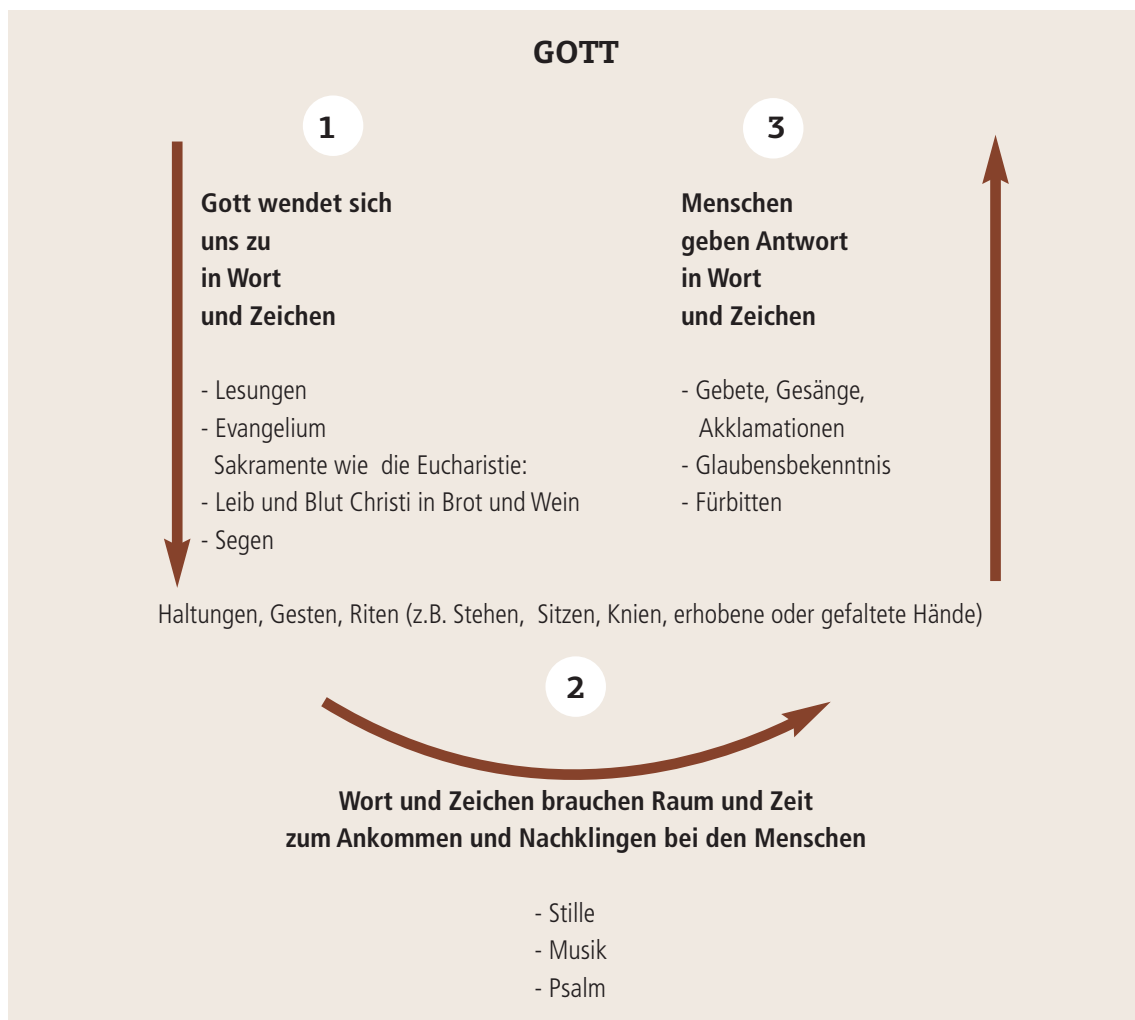 GOTT
1
Gott wendet sich
uns zu
in Wort
und Zeichen
- Lesungen
- Evangelium
Sakramente wie die Eucharistie:
- Leib und Blut Christi in Brot und Wein
- Segen
3
Menschen
geben Antwort
in Wort
und Zeichen
- Gebete, Gesänge,
Akklamationen
- Glaubensbekenntnis
- Fürbitten
Haltungen, Gesten, Riten (z.B. Stehen, Sitzen, Knien, erhobene oder gefaltete Hände)
2
Wort und Zeichen brauchen Raum und Zeit
zum Ankommen und Nachklingen bei den Menschen
- Stille
- Musik
- Psalm